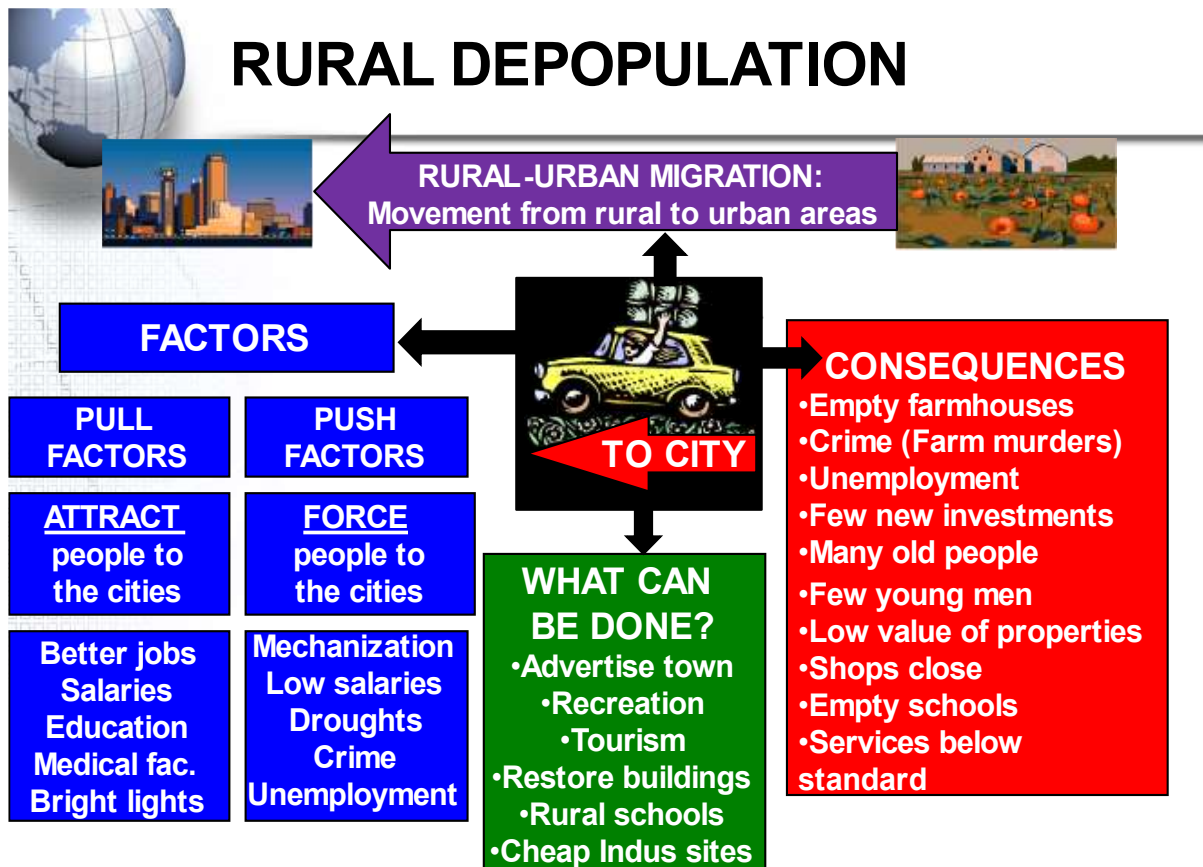 RURAL DEPOPULATION
RURAL-URBAN MIGRATION:
Movement from rural to urban areas
FACTORS
PULL
FACTORS
ATTRACT
people to
the cities
Better jobs
Salaries
Education
Medical fac.
Bright lights
PUSH
FACTORS
FORCE
people to
the cities
Mechanization
Low salaries
Droughts
Crime
Unemployment
TO CITY
WHAT CAN
BE DONE?
•Advertise town
•Recreation
•Tourism
•Restore buildings
•Rural schools
•Cheap Indus sites
CONSEQUENCES
•Empty farmhouses
•Crime (Farm murders)
•Unemployment
•Few new investments
•Many old people
•Few young men
•Low value of properties
•Shops close
•Empty schools
•Services below
standard